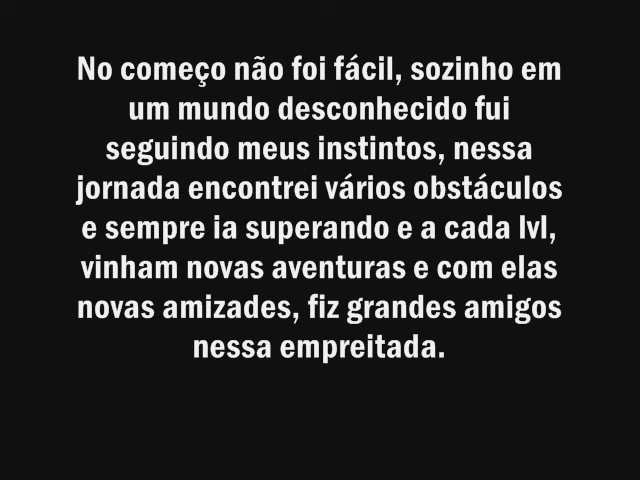 No começo não foi fácil, sozinho em
um mundo desconhecido fui
seguindo meus instintos, nessa
jornada encontrei vários obstáculos
e sempre ia superando e a cada lvl,
vinham novas aventuras e com elas
novas amizades, fiz grandes amigos
nessa empreitada.